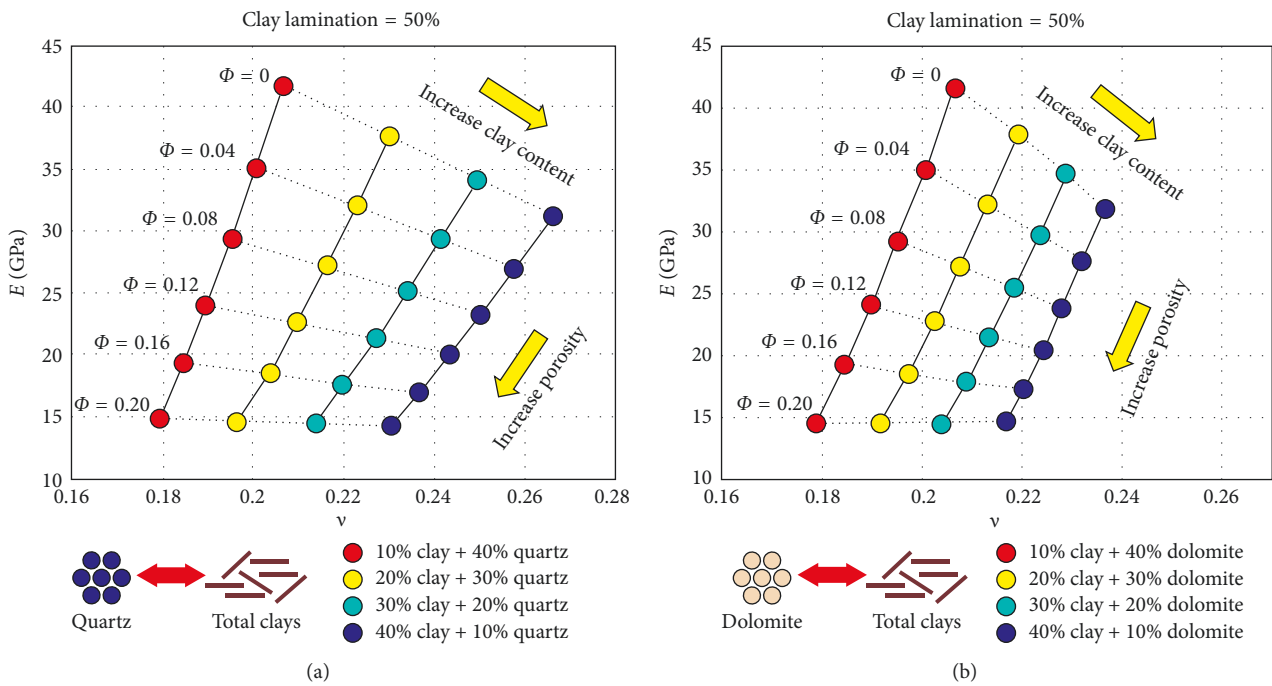 Clay lamination = 50%
45
40
35
30
25
20
15
10
E (GPa)
Φ = 0
Φ = 0.04
Φ = 0.08
Φ = 0.12
Φ = 0.16
Φ = 0.20
Increase clay content
Increase porosity
0.16
0.18
0.2
0.22
0.24
0.26
0.28
ν
Quartz
Total clays
10% clay + 40% quartz
20% clay + 30% quartz
30% clay + 20% quartz
40% clay + 10% quartz
(a)
Clay lamination = 50%
45
40
35
30
25
20
15
10
E (GPa)
Φ = 0
Φ = 0.04
Φ = 0.08
Φ = 0.12
Φ = 0.16
Φ = 0.20
Increase clay content
Increase porosity
0.16
0.18
0.2
0.22
0.24
0.26
ν
Dolomite
Total clays
10% clay + 40% dolomite
20% clay + 30% dolomite
30% clay + 20% dolomite
40% clay + 10% dolomite
(b)